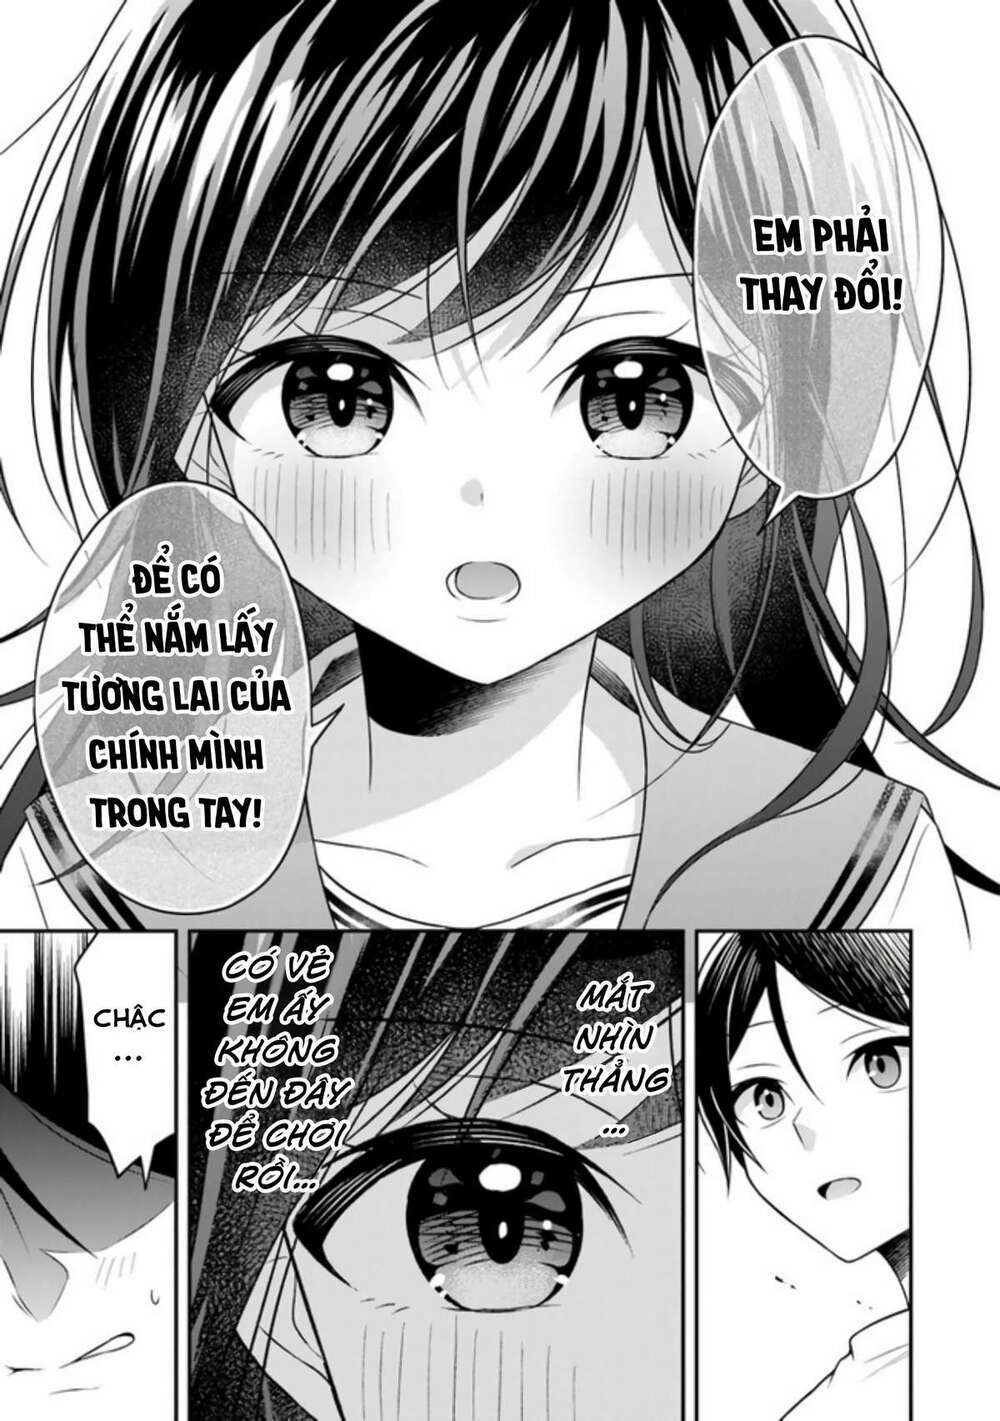 EM PHẢI
THAY ĐỔI!
ĐỂ CÓ
THỂ NẮM LẤY
TƯƠNG LAI CỦA
CHÍNH MÌNH
TRONG TAY!
MẮT
NHÌN
THẲNG
...
CÓ VẺ
EM ẤY
KHÔNG
ĐẾN ĐÂY
ĐỂ CHƠI
RỒI...
CHẬC
...